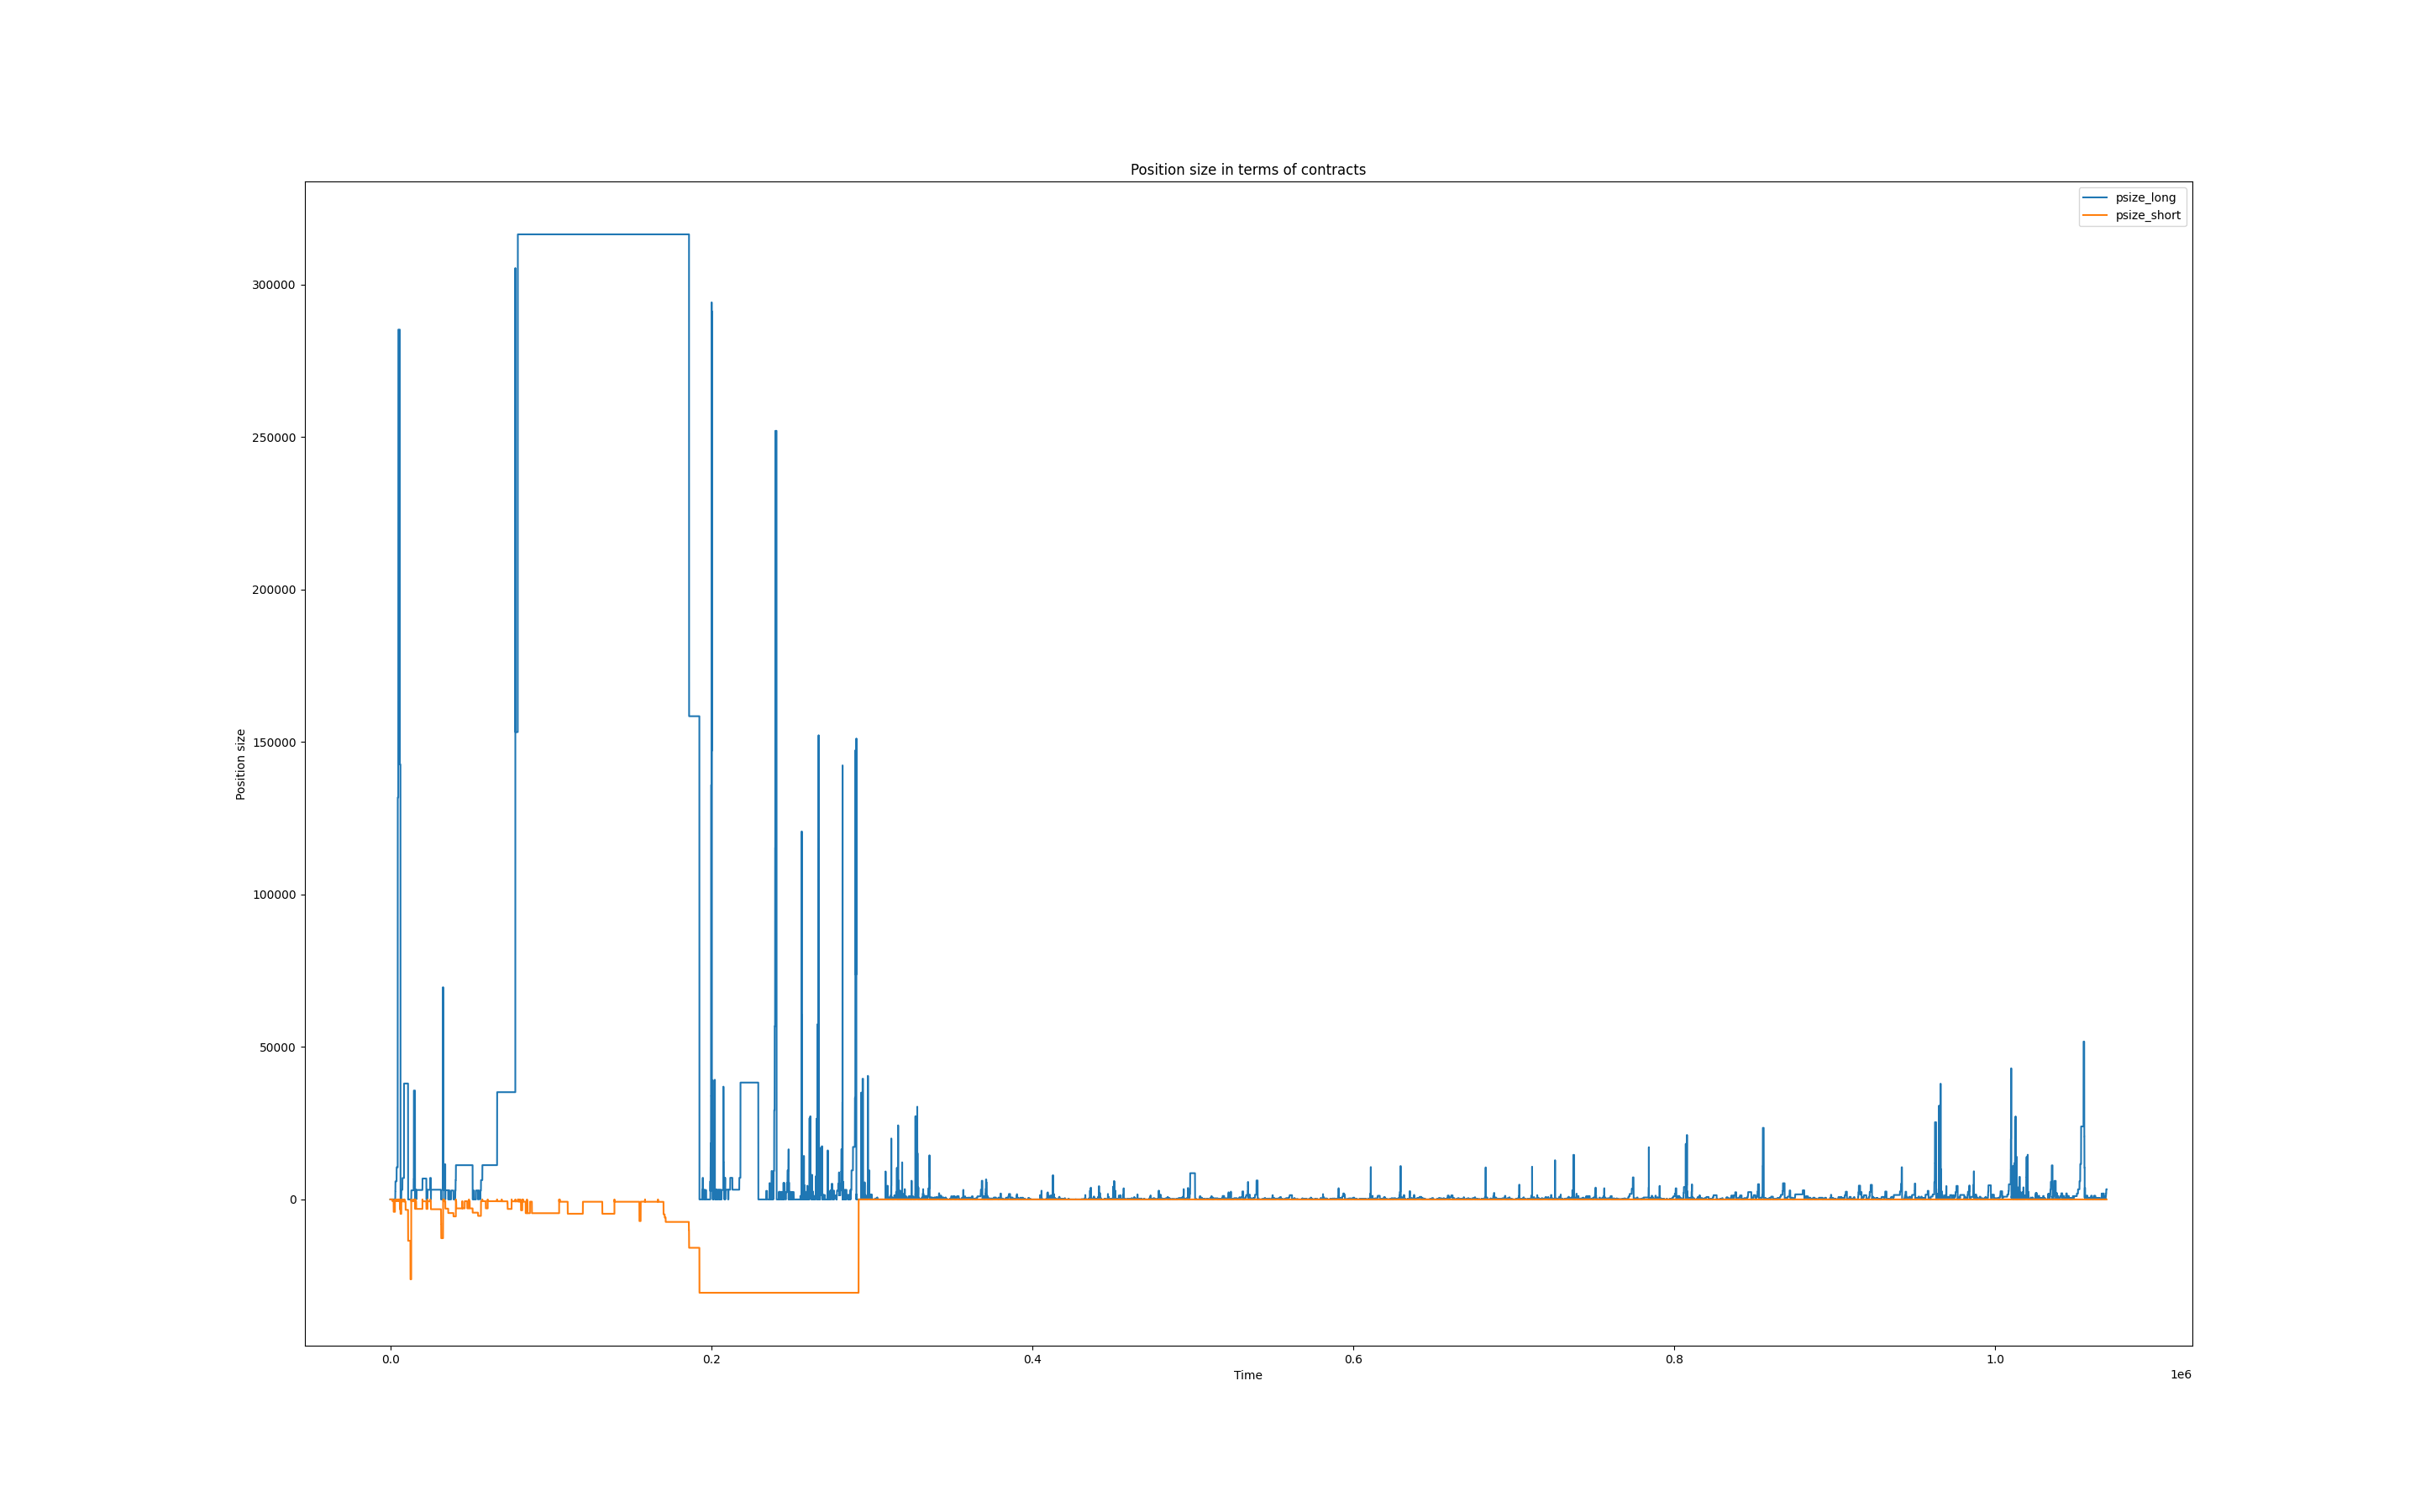 Position size in terms of contracts
psize_long
psize_short
Position size
300000
250000
200000
150000
100000
50000
0
0.0 0.2 0.4 0.6 0.8 1.0
Time
1e6